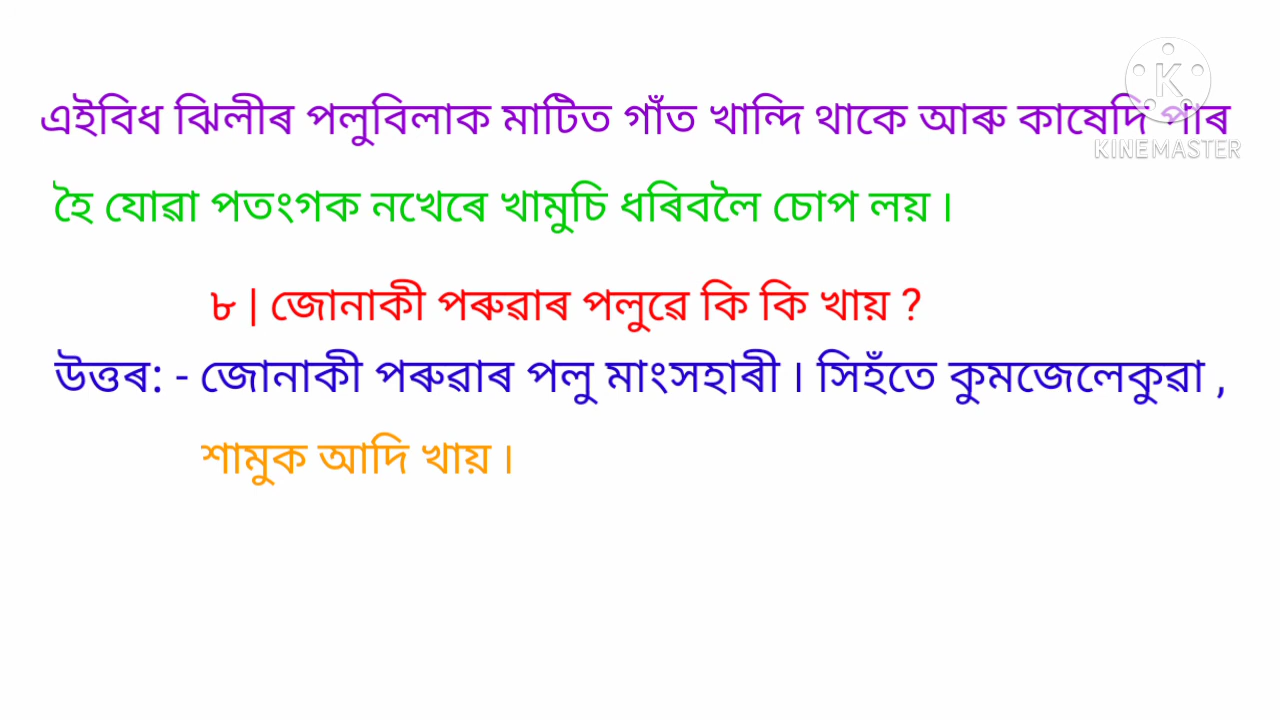 এইবিধ ঝিলীৰ পলুবিলাক মাটিত গাঁত খান্দি থাকে আৰু কাষেদি পাৰ
হৈ যোৱা পতংগক নখেৰে খামুচি ধৰিবলৈ চোপ লয় ।
৮ | জোনাকী পৰুৱাৰ পলুৱে কি কি খায় ?
উত্তৰ: - জোনাকী পৰুৱাৰ পলু মাংসহাৰী । সিহঁতে কুমজেলেকুৱা ,
শামুক আদি খায় ।
K
KINEMASTER